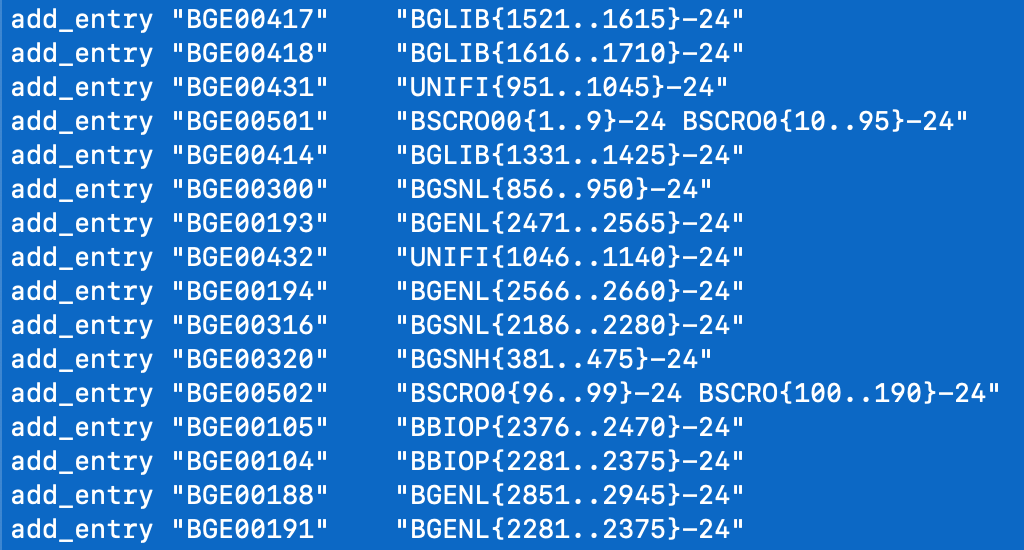 add_entry "BGE00417"    "BGLIB{1521..1615}-24"
add_entry "BGE00418"    "BGLIB{1616..1710}-24"
add_entry "BGE00431"    "UNIFI{951..1045}-24"
add_entry "BGE00501"    "BSCRO00{1..9}-24 BSCRO0{10..95}-24"
add_entry "BGE00414"    "BGLIB{1331..1425}-24"
add_entry "BGE00300"    "BGSNL{856..950}-24"
add_entry "BGE00193"    "BGENL{2471..2565}-24"
add_entry "BGE00432"    "UNIFI{1046..1140}-24"
add_entry "BGE00194"    "BGENL{2566..2660}-24"
add_entry "BGE00316"    "BGSNL{2186..2280}-24"
add_entry "BGE00320"    "BGSNH{381..475}-24"
add_entry "BGE00502"    "BSCRO0{96..99}-24 BSCRO{100..190}-24"
add_entry "BGE00105"    "BBIOP{2376..2470}-24"
add_entry "BGE00104"    "BBIOP{2281..2375}-24"
add_entry "BGE00188"    "BGENL{2851..2945}-24"
add_entry "BGE00191"    "BGENL{2281..2375}-24"